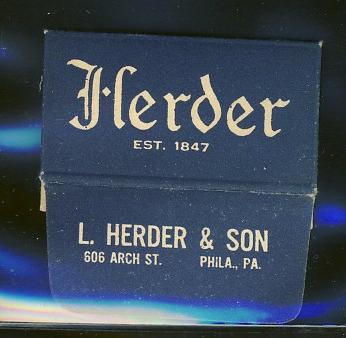 Herder
EST. 1847
L. HERDER & SON
606 ARCH ST. PHILA., PA.